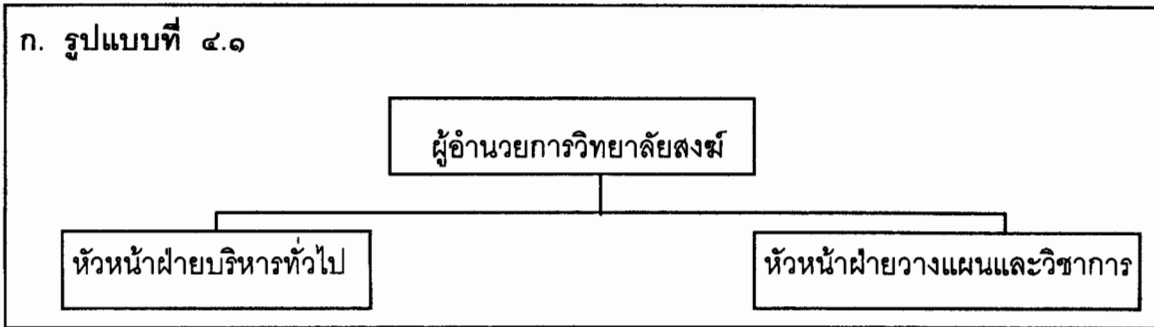 ก. รูปแบบที่ ๔.๑
ผู้อำนวยการวิทยาลัยสงฆ์
หัวหน้าฝ่ายบริหารทั่วไป
หัวหน้าฝ่ายวางแผนและวิชาการ